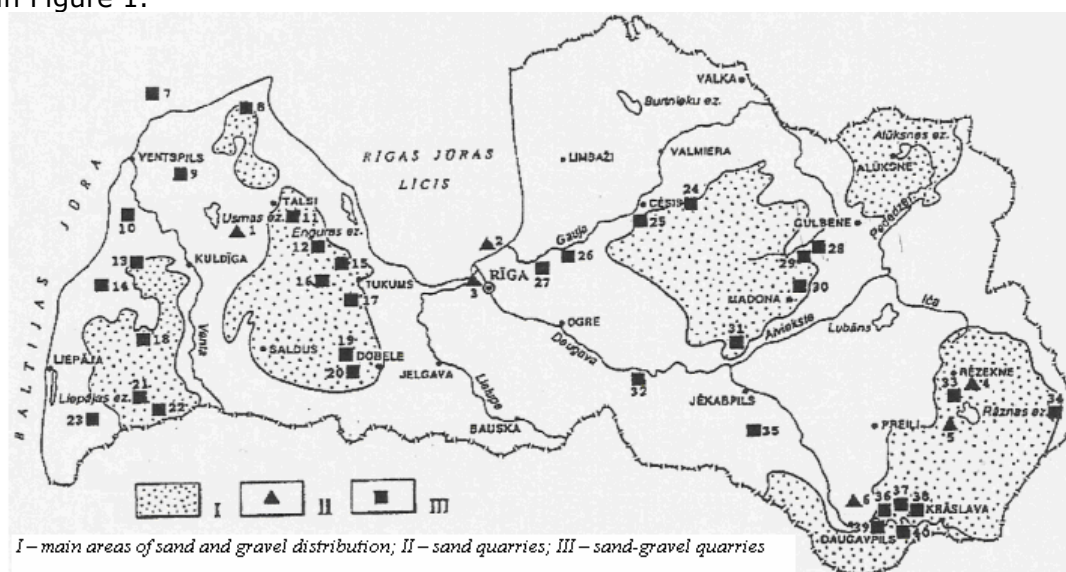 in Figure 1.
VALKA
Burtnieku ez.
7
8
VENTSPILS
RĪGAS JŪRAS
LĪCIS
LIMBAŽI
VALMIERA
Alūksnes ez.
ALŪKSNE
9
TALSI
11
Usmas ez.
1
10
CĒSIS
24
25
Gauja
GULBENE
Pededze
BALTIJAS JŪRA
12
Engures ez.
2
13
KULDĪGA
15
26
28
29
14
16
TUKUMS
3
RĪGA
27
30
17
MADONA
Iča
Venta
OGRE
Aiviekste
Lubāns
18
SALDUS
19
DOBELE
31
LIEPĀJA
20
JELGAVA
Daugava
32
RĒZEKNE
33
4
Liepājas ez.
21
22
Lielupe
JĒKABPILS
Rāznas ez.
34
23
BAUSKA
35
PREIĻI
5
6
36
37
38
KRĀSLAVA
39
40
DAUGAVPILS
I
II
III
I – main areas of sand and gravel distribution; II – sand quarries; III – sand-gravel quarries